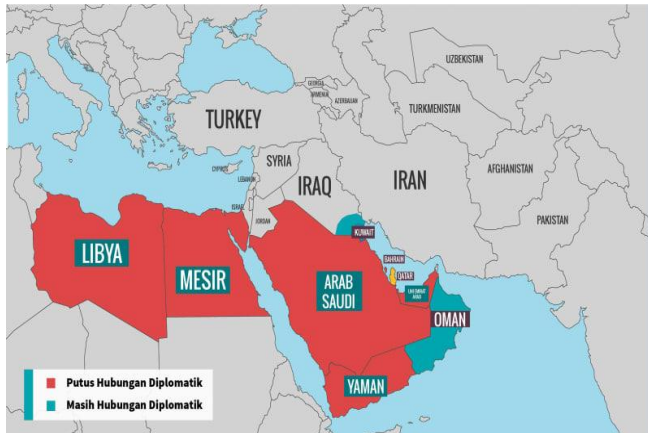 UZBEKISTAN
GEORGIA
ARMENIA
AZERBAIJAN
TURKMENISTAN
TURKEY
CYPRUS
SYRIA
LEBANON
ISRAEL
JORDAN
IRAQ
IRAN
AFGHANISTAN
PAKISTAN
KUWAIT
BAHRAIN
QATAR
UNI EMIRAT
ARAB
LIBYA
MESIR
ARAB
SAUDI
OMAN
YAMAN
Putus Hubungan Diplomatik
Masih Hubungan Diplomatik